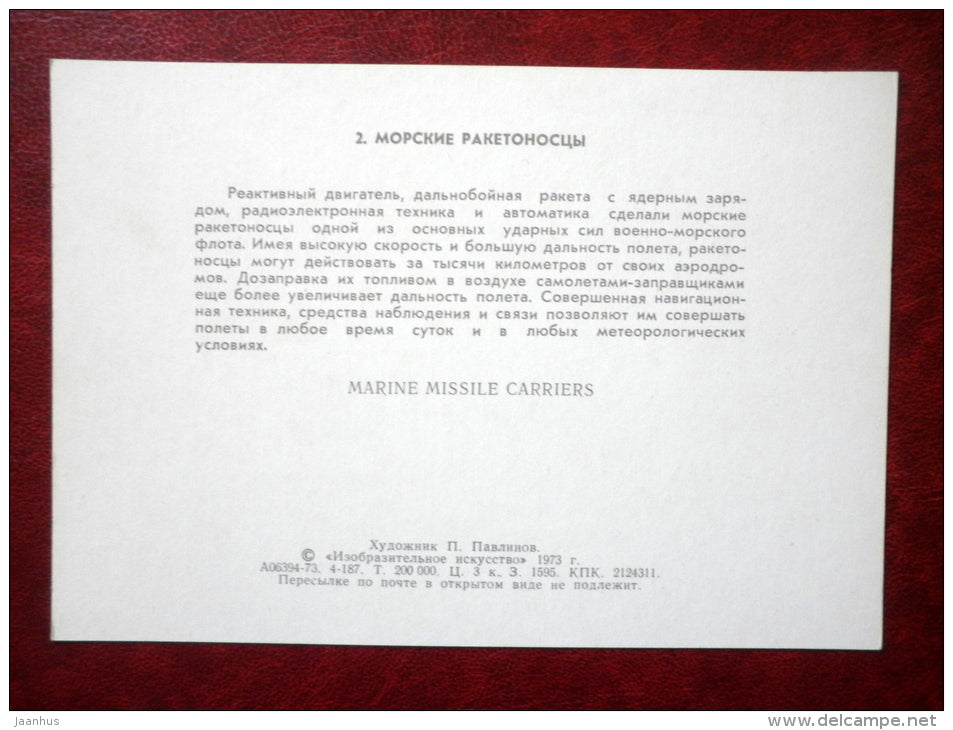 2. МОРСКИЕ РАКЕТОНОСЦЫ
Реактивный двигатель, дальнобойная ракета с ядерным заря-
дом, радиоэлектронная техника и автоматика сделали морские
ракетоносцы одной из основных ударных сил военно-морского
флота. Имея высокую скорость и большую дальность полета, ракето-
носцы могут действовать за тысячи километров от своих аэродро-
мов. Дозаправка их топливом в воздухе самолетами-заправщиками
еще более увеличивает дальность полета. Совершенная навигацион-
ная техника, средства наблюдения и связи позволяют им совершать
полеты в любое время суток и в любых метеорологических
условиях.
MARINE MISSILE CARRIERS
Художник П. Павлинов.
© «Изобразительное искусство» 1973 г.
А06394-73. 4-187. Т. 200 000. Ц. 3 к. З. 1595. КПК. 2124311.
Пересылке по почте в открытом виде не подлежит.
jaanhus
www.delcampe.net